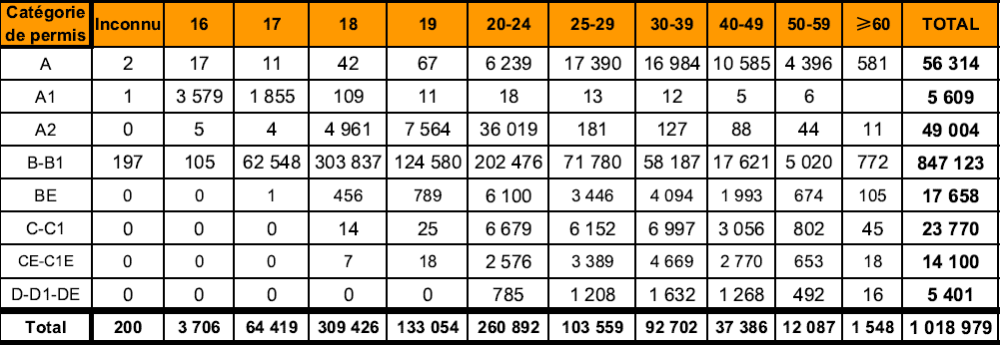 Catégorie de permis Inconnu 16 17 18 19 20-24 25-29 30-39 40-49 50-59 ⩾60 TOTAL
A 2 17 11 42 67 6 239 17 390 16 984 10 585 4 396 581 56 314
A1 1 3 579 1 855 109 11 18 13 12 5 6 5 609
A2 0 5 4 4 961 7 564 36 019 181 127 88 44 11 49 004
B-B1 197 105 62 548 303 837 124 580 202 476 71 780 58 187 17 621 5 020 772 847 123
BE 0 0 1 456 789 6 100 3 446 4 094 1 993 674 105 17 658
C-C1 0 0 0 14 25 6 679 6 152 6 997 3 056 802 45 23 770
CE-C1E 0 0 0 7 18 2 576 3 389 4 669 2 770 653 18 14 100
D-D1-DE 0 0 0 0 0 785 1 208 1 632 1 268 492 16 5 401
Total 200 3 706 64 419 309 426 133 054 260 892 103 559 92 702 37 386 12 087 1 548 1 018 979